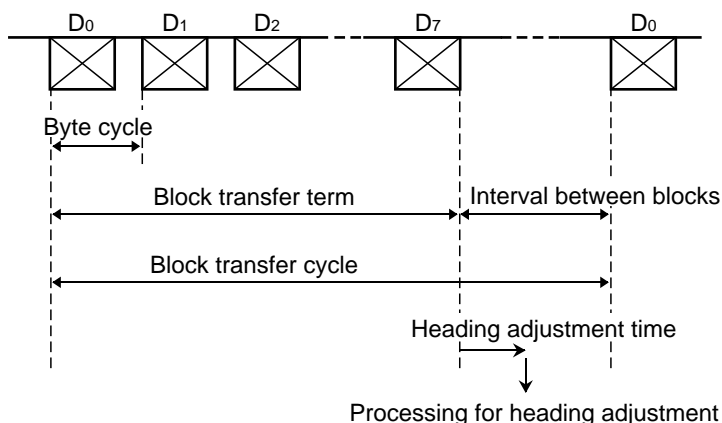 D0 D1 D2 D7 D0
Byte cycle
Block transfer term Interval between blocks
Block transfer cycle
Heading adjustment time
Processing for heading adjustment